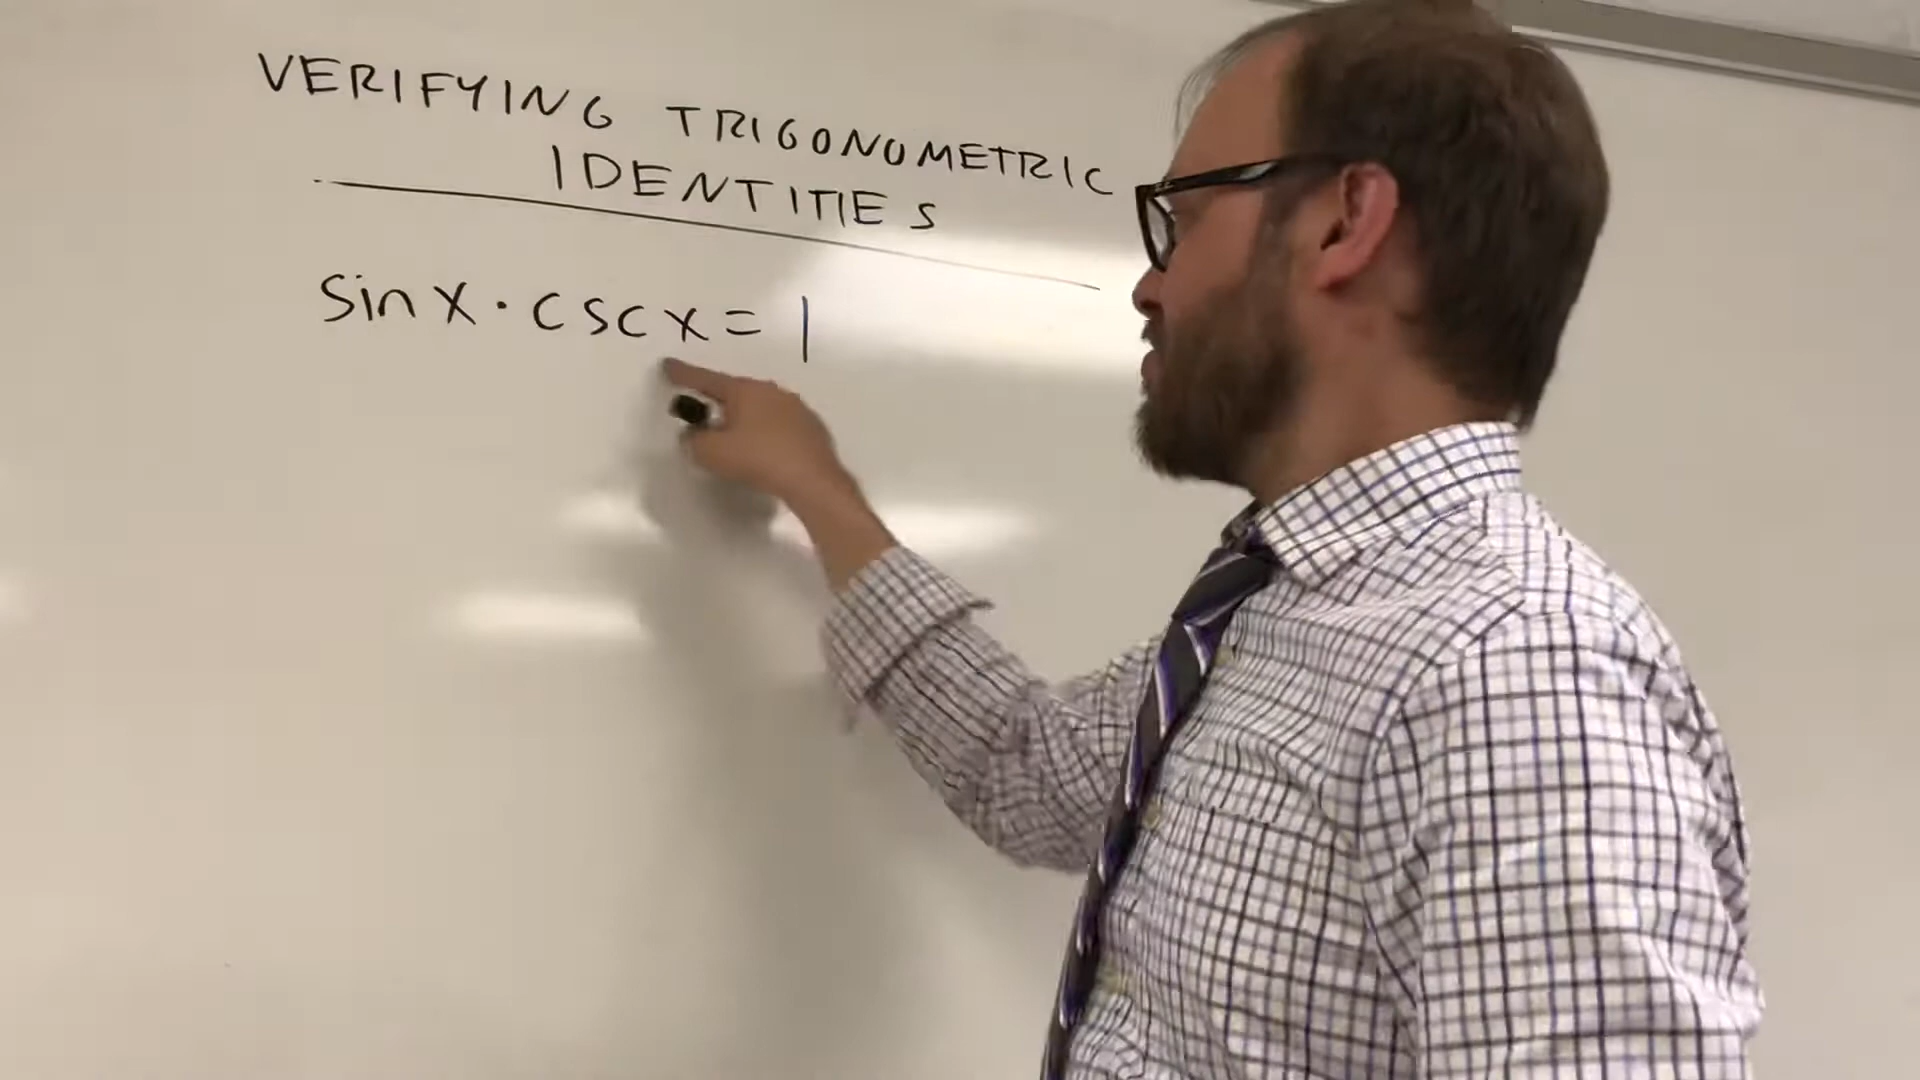 VERIFYING TRIGONOMETRIC
IDENTITIES
sin x · csc x = 1